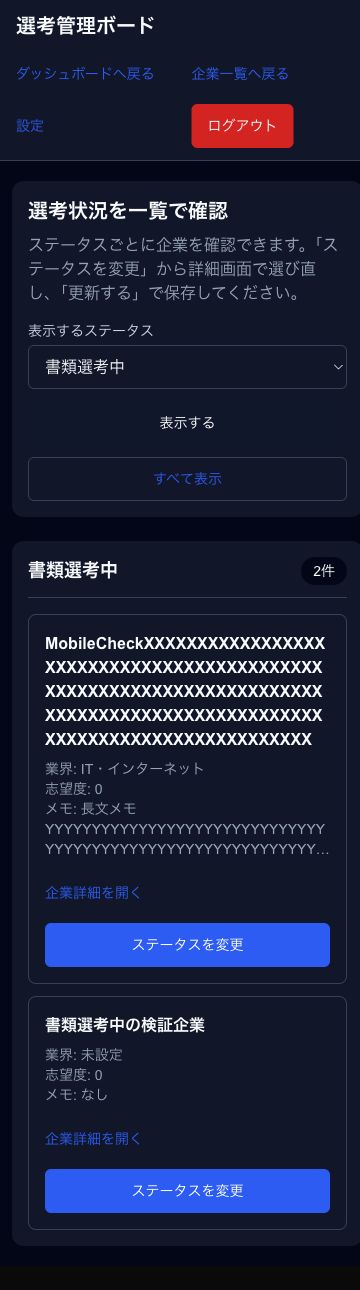 選考管理ボード
ダッシュボードへ戻る
企業一覧へ戻る
設定
ログアウト
選考状況を一覧で確認
ステータスごとに企業を確認できます。「ス
テータスを変更」から詳細画面で選び直
し、「更新する」で保存してください。
表示するステータス
書類選考中
表示する
すべて表示
書類選考中
2件
MobileCheckXXXXXXXXXXXXXXXXX
XXXXXXXXXXXXXXXXXXXXXXXXXX
XXXXXXXXXXXXXXXXXXXXXXXXXX
XXXXXXXXXXXXXXXXXXXXXXXXXX
XXXXXXXXXXXXXXXXXXXXXXXXX
業界: IT・インターネット
志望度: 0
メモ: 長文メモ
YYYYYYYYYYYYYYYYYYYYYYYYYYYYYY
YYYYYYYYYYYYYYYYYYYYYYYYYYYYY…
企業詳細を開く
ステータスを変更
書類選考中の検証企業
業界: 未設定
志望度: 0
メモ: なし
企業詳細を開く
ステータスを変更